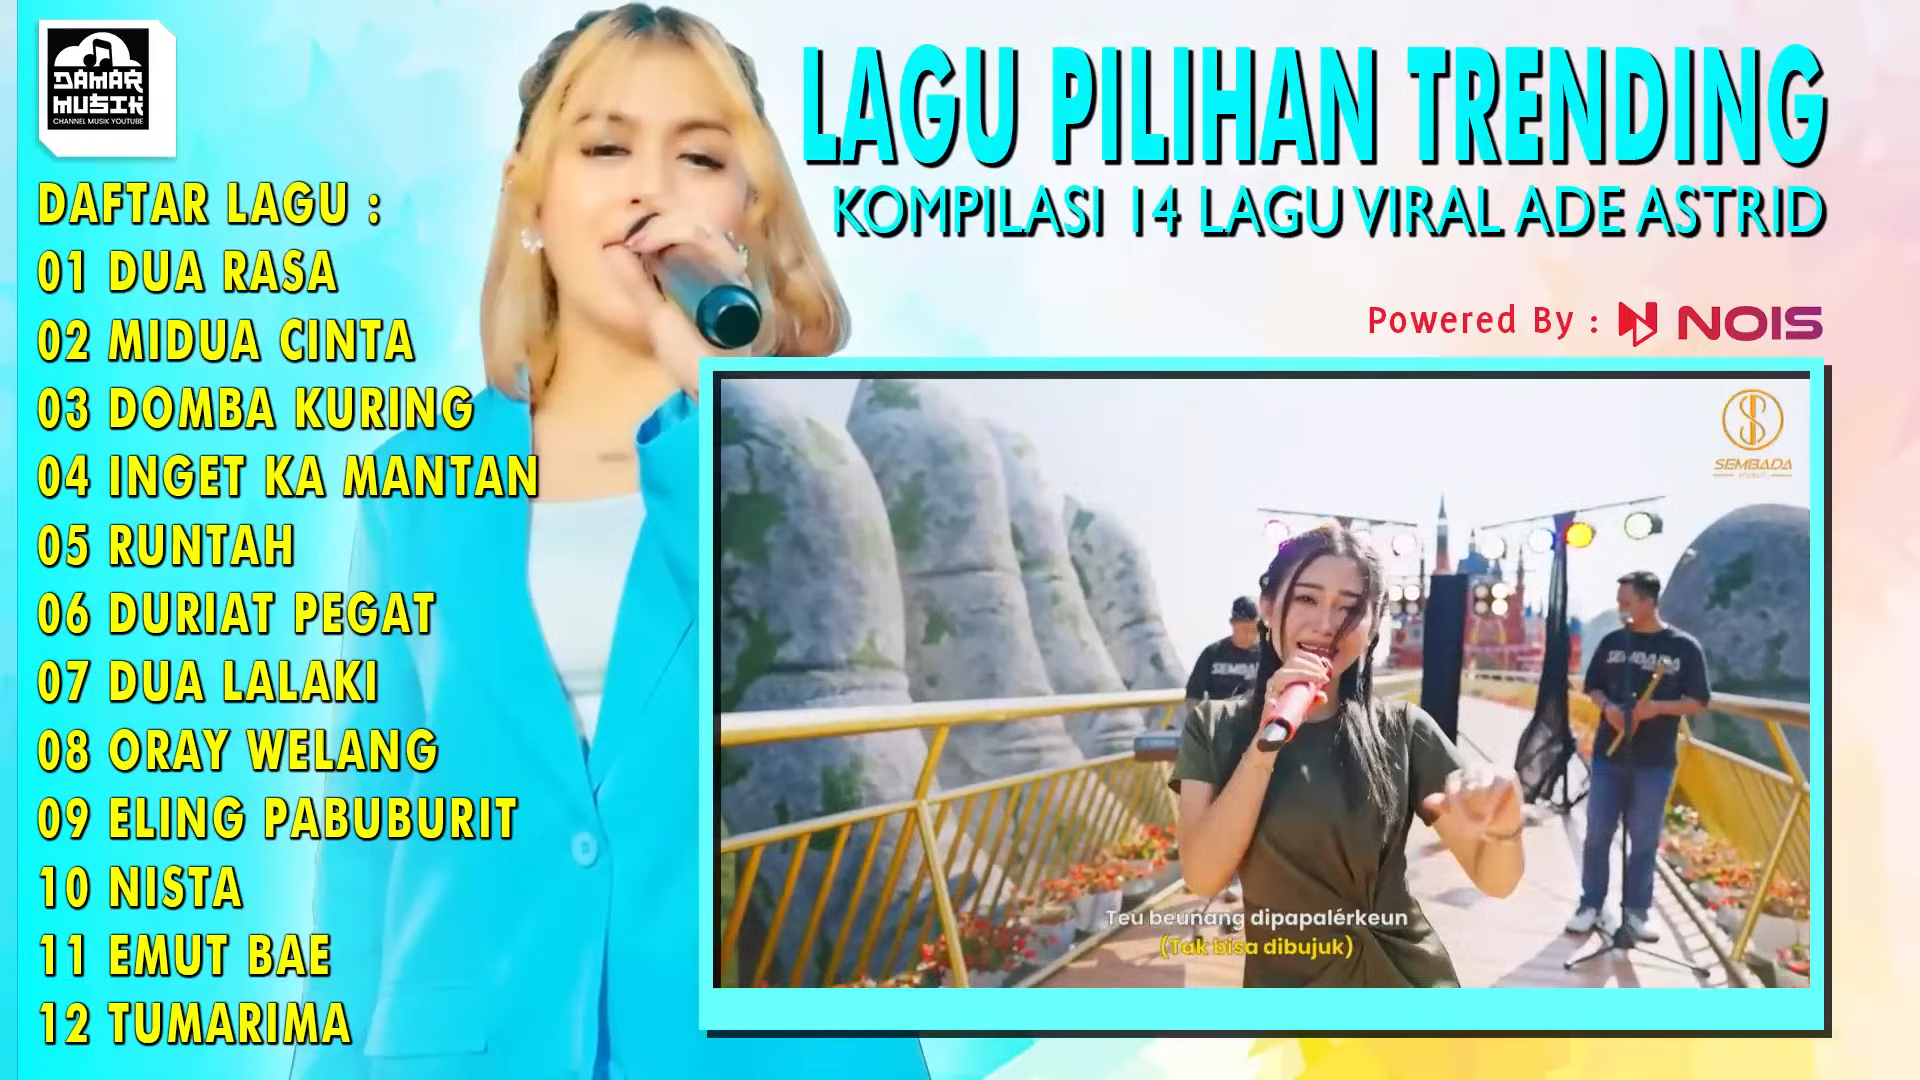 DAMAR
MUSIK
CHANNEL MUSIK YOUTUBE
LAGU PILIHAN TRENDING
KOMPILASI 14 LAGU VIRAL ADE ASTRID
Powered By : NOIS
DAFTAR LAGU :
01 DUA RASA
02 MIDUA CINTA
03 DOMBA KURING
04 INGET KA MANTAN
05 RUNTAH
06 DURIAT PEGAT
07 DUA LALAKI
08 ORAY WELANG
09 ELING PABUBURIT
10 NISTA
11 EMUT BAE
12 TUMARIMA
SEMBADA
MUSIC
SEMBADA
Teu beunang dipapalérkeun
(Tak bisa dibujuk)